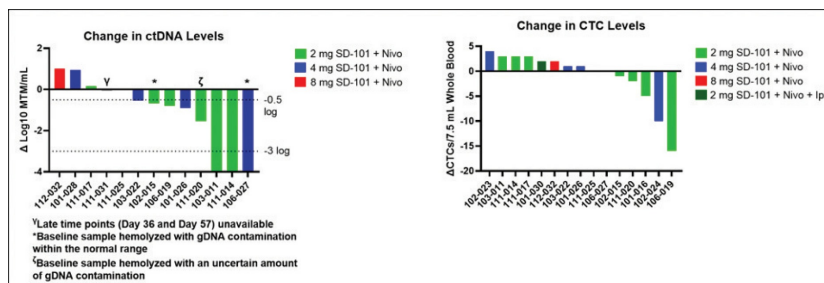 Change in ctDNA Levels
Δ Log10 MTM/mL
2
0
-2
-4
γ
*
ζ
*
-0.5
log
-3 log
2 mg SD-101 + Nivo
4 mg SD-101 + Nivo
8 mg SD-101 + Nivo
112-032
101-028
111-017
111-031
111-025
103-022
102-015
106-019
101-026
111-020
103-011
111-014
106-027
γLate time points (Day 36 and Day 57) unavailable
*Baseline sample hemolyzed with gDNA contamination
within the normal range
ζBaseline sample hemolyzed with an uncertain amount
of gDNA contamination
Change in CTC Levels
ΔCTCs/7.5 mL Whole Blood
+5
0
-5
-10
-15
-20
2 mg SD-101 + Nivo
4 mg SD-101 + Nivo
8 mg SD-101 + Nivo
2 mg SD-101 + Nivo + Ip
102-023
103-011
111-014
111-017
101-030
112-032
103-022
101-026
111-025
106-027
102-015
111-020
101-016
102-024
106-019